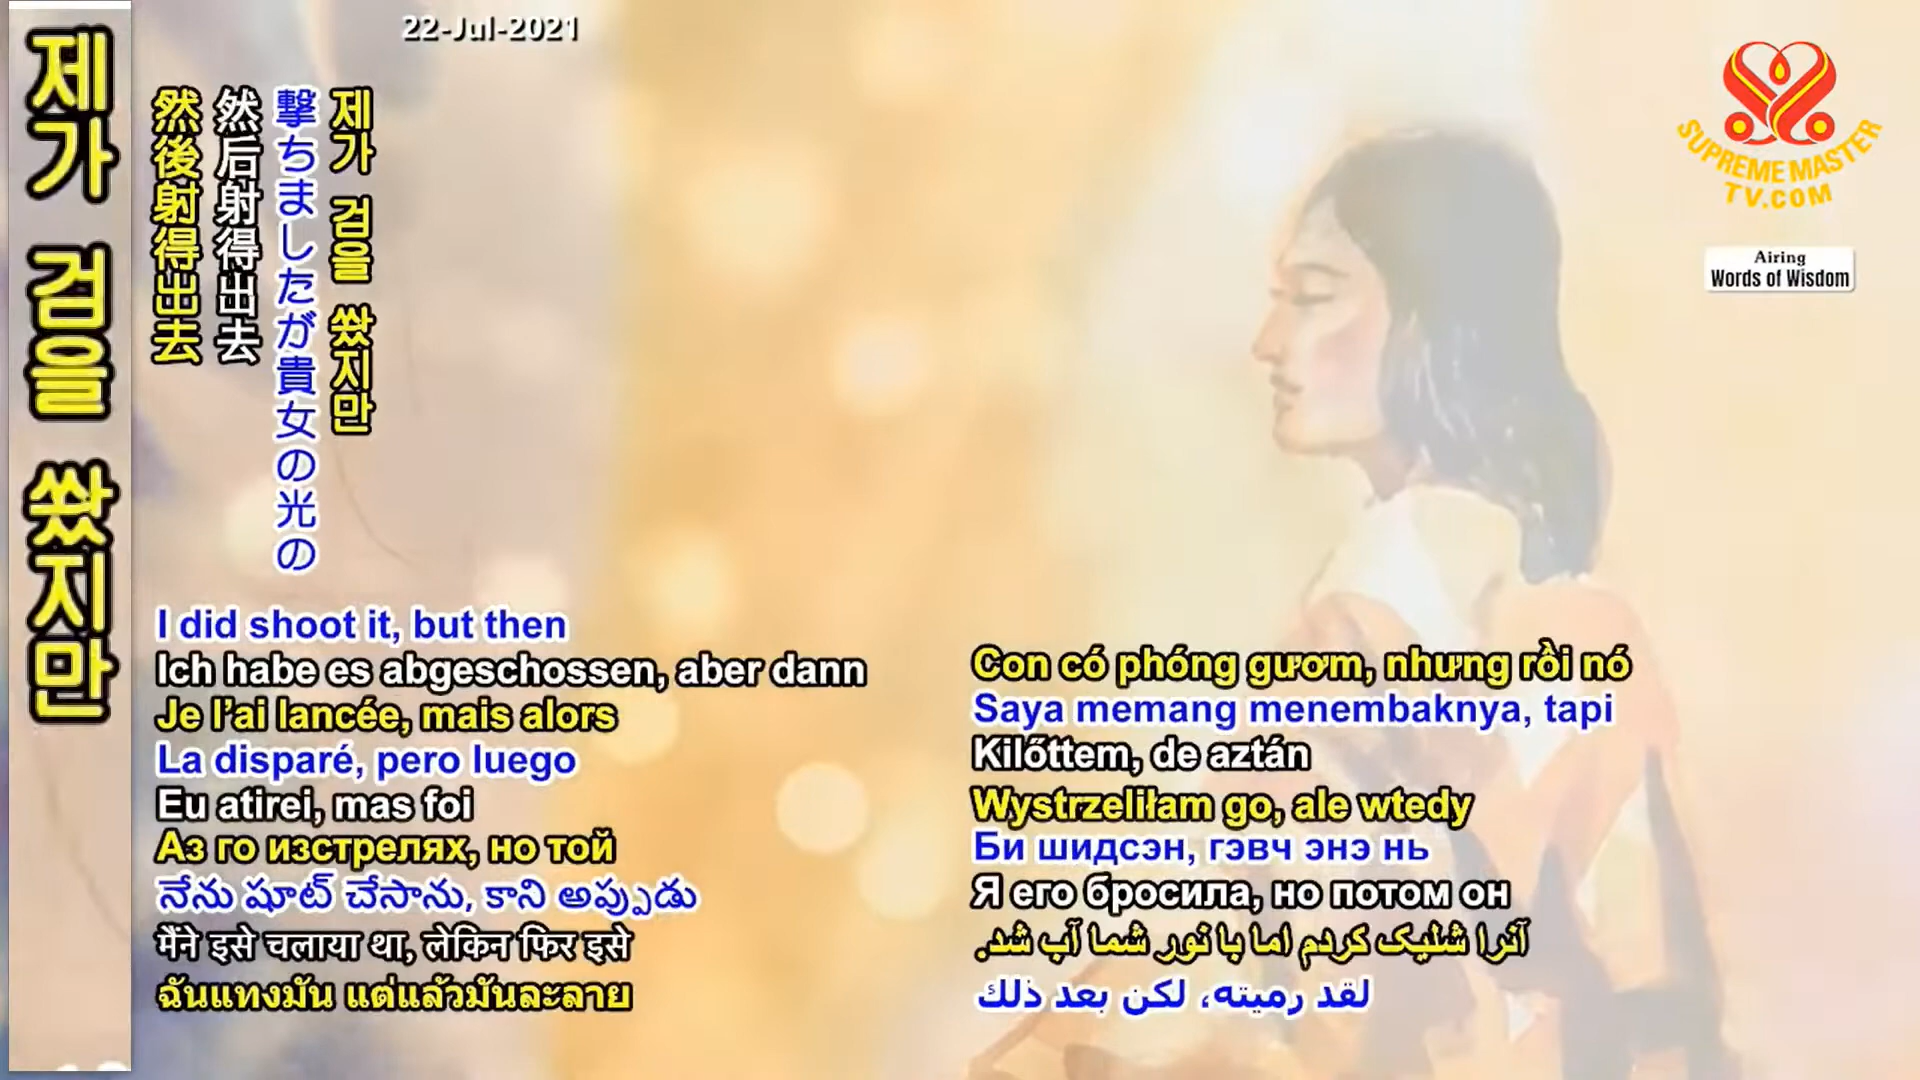 22-Jul-2021
제가 검을 쐈지만
然後射得出去
然后射得出去
撃ちましたが貴女の光の
제가 검을 쐈지만
I did shoot it, but then
Ich habe es abgeschossen, aber dann
Je l'ai lancée, mais alors
La disparé, pero luego
Eu atirei, mas foi
Аз го изстрелях, но той
నేను షూట్ చేసాను, కాని అప్పుడు
मैंने इसे चलाया था, लेकिन फिर इसे
ฉันแทงมัน แต่แล้วมันละลาย
Con có phóng gươm, nhưng rồi nó
Saya memang menembaknya, tapi
Kilőttem, de aztán
Wystrzeliłam go, ale wtedy
Би шидсэн, гэвч энэ нь
Я его бросила, но потом он
آنرا شلیک کردم اما با نور شما آب شد.
لقد رميته، لكن بعد ذلك
SUPREME MASTER
TV.COM
Airing
Words of Wisdom